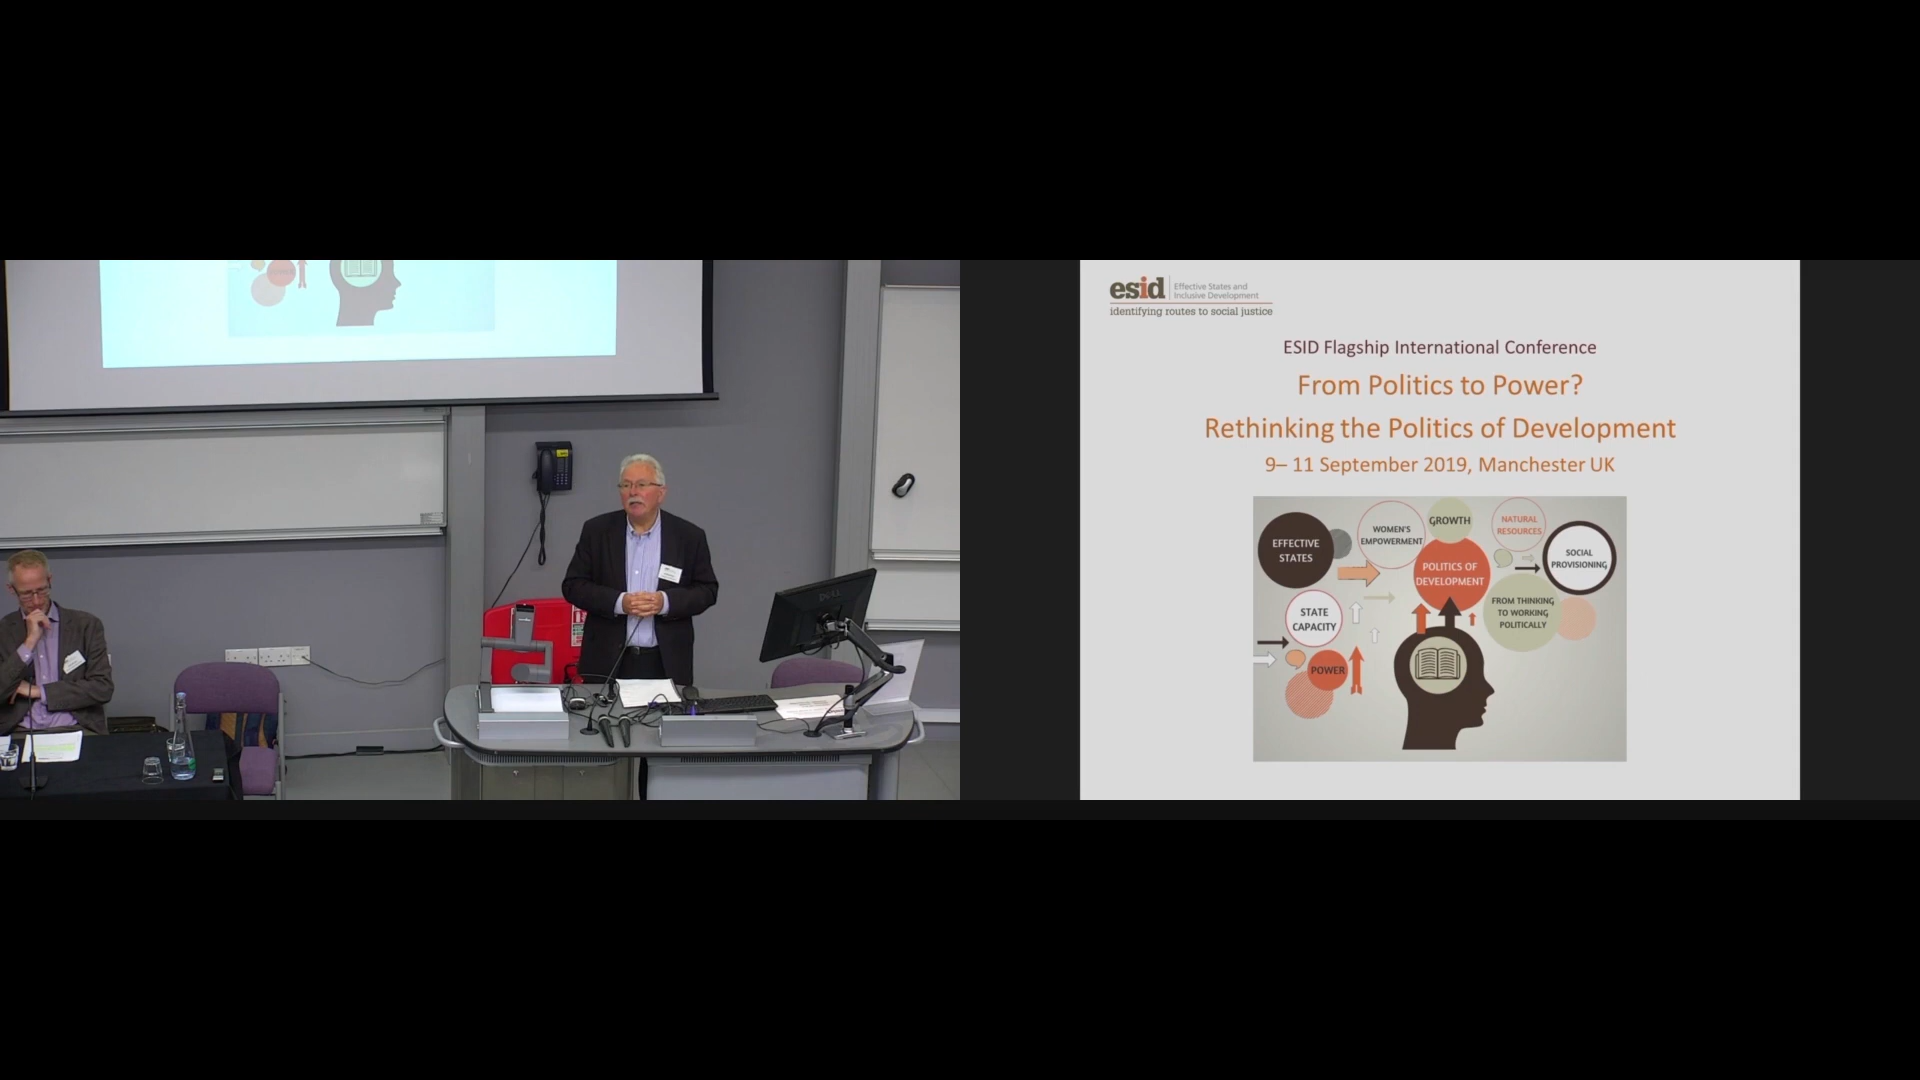 esid
Effective States and
Inclusive Development
identifying routes to social justice
ESID Flagship International Conference
From Politics to Power?
Rethinking the Politics of Development
9– 11 September 2019, Manchester UK
EFFECTIVE
STATES
WOMEN'S
EMPOWERMENT
GROWTH
NATURAL
RESOURCES
SOCIAL
PROVISIONING
POLITICS OF
DEVELOPMENT
FROM THINKING
TO WORKING
POLITICALLY
STATE
CAPACITY
POWER
DELL